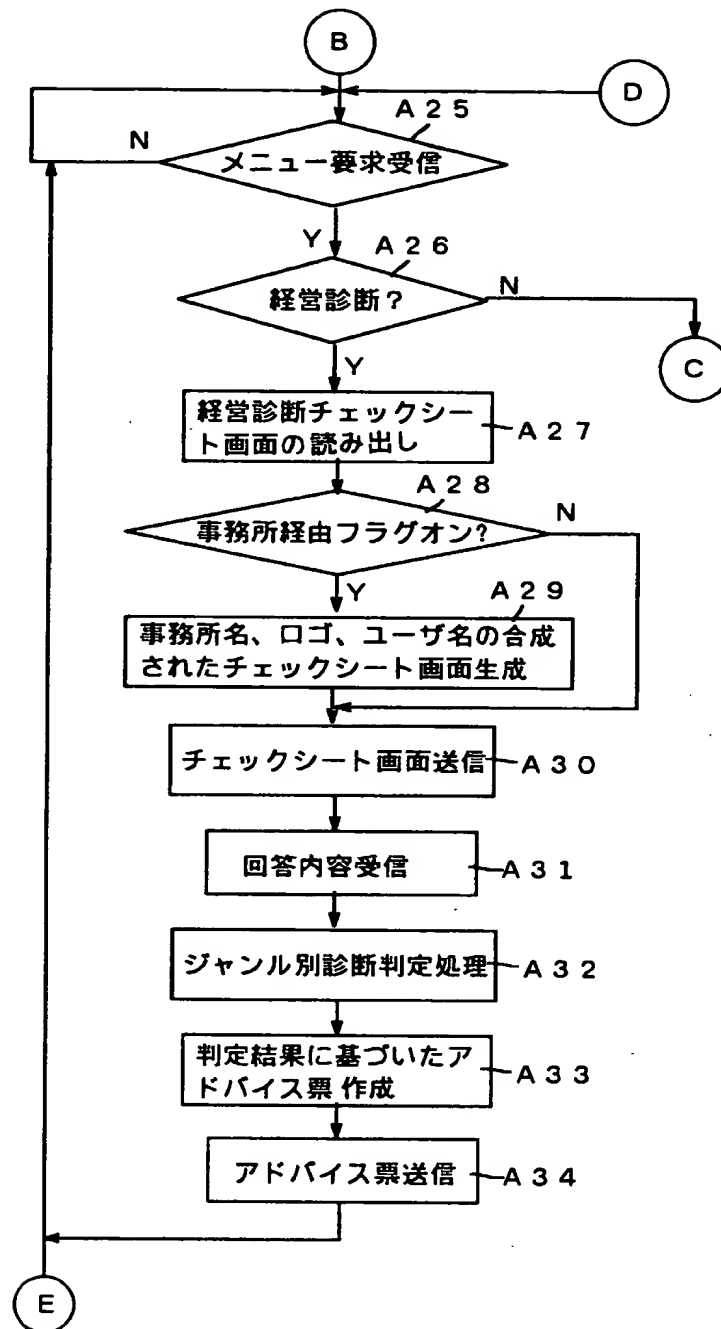 B
D
A25
N
メニュー要求受信
Y
A26
経営診断?
N
C
Y
経営診断チェックシー
ト画面の読み出し
A27
A28
事務所経由フラグオン?
N
Y
A29
事務所名、ロゴ、ユーザ名の合成
されたチェックシート画面生成
チェックシート画面送信
A30
回答内容受信
A31
ジャンル別診断判定処理
A32
判定結果に基づいたア
ドバイス票 作成
A33
アドバイス票送信
A34
E